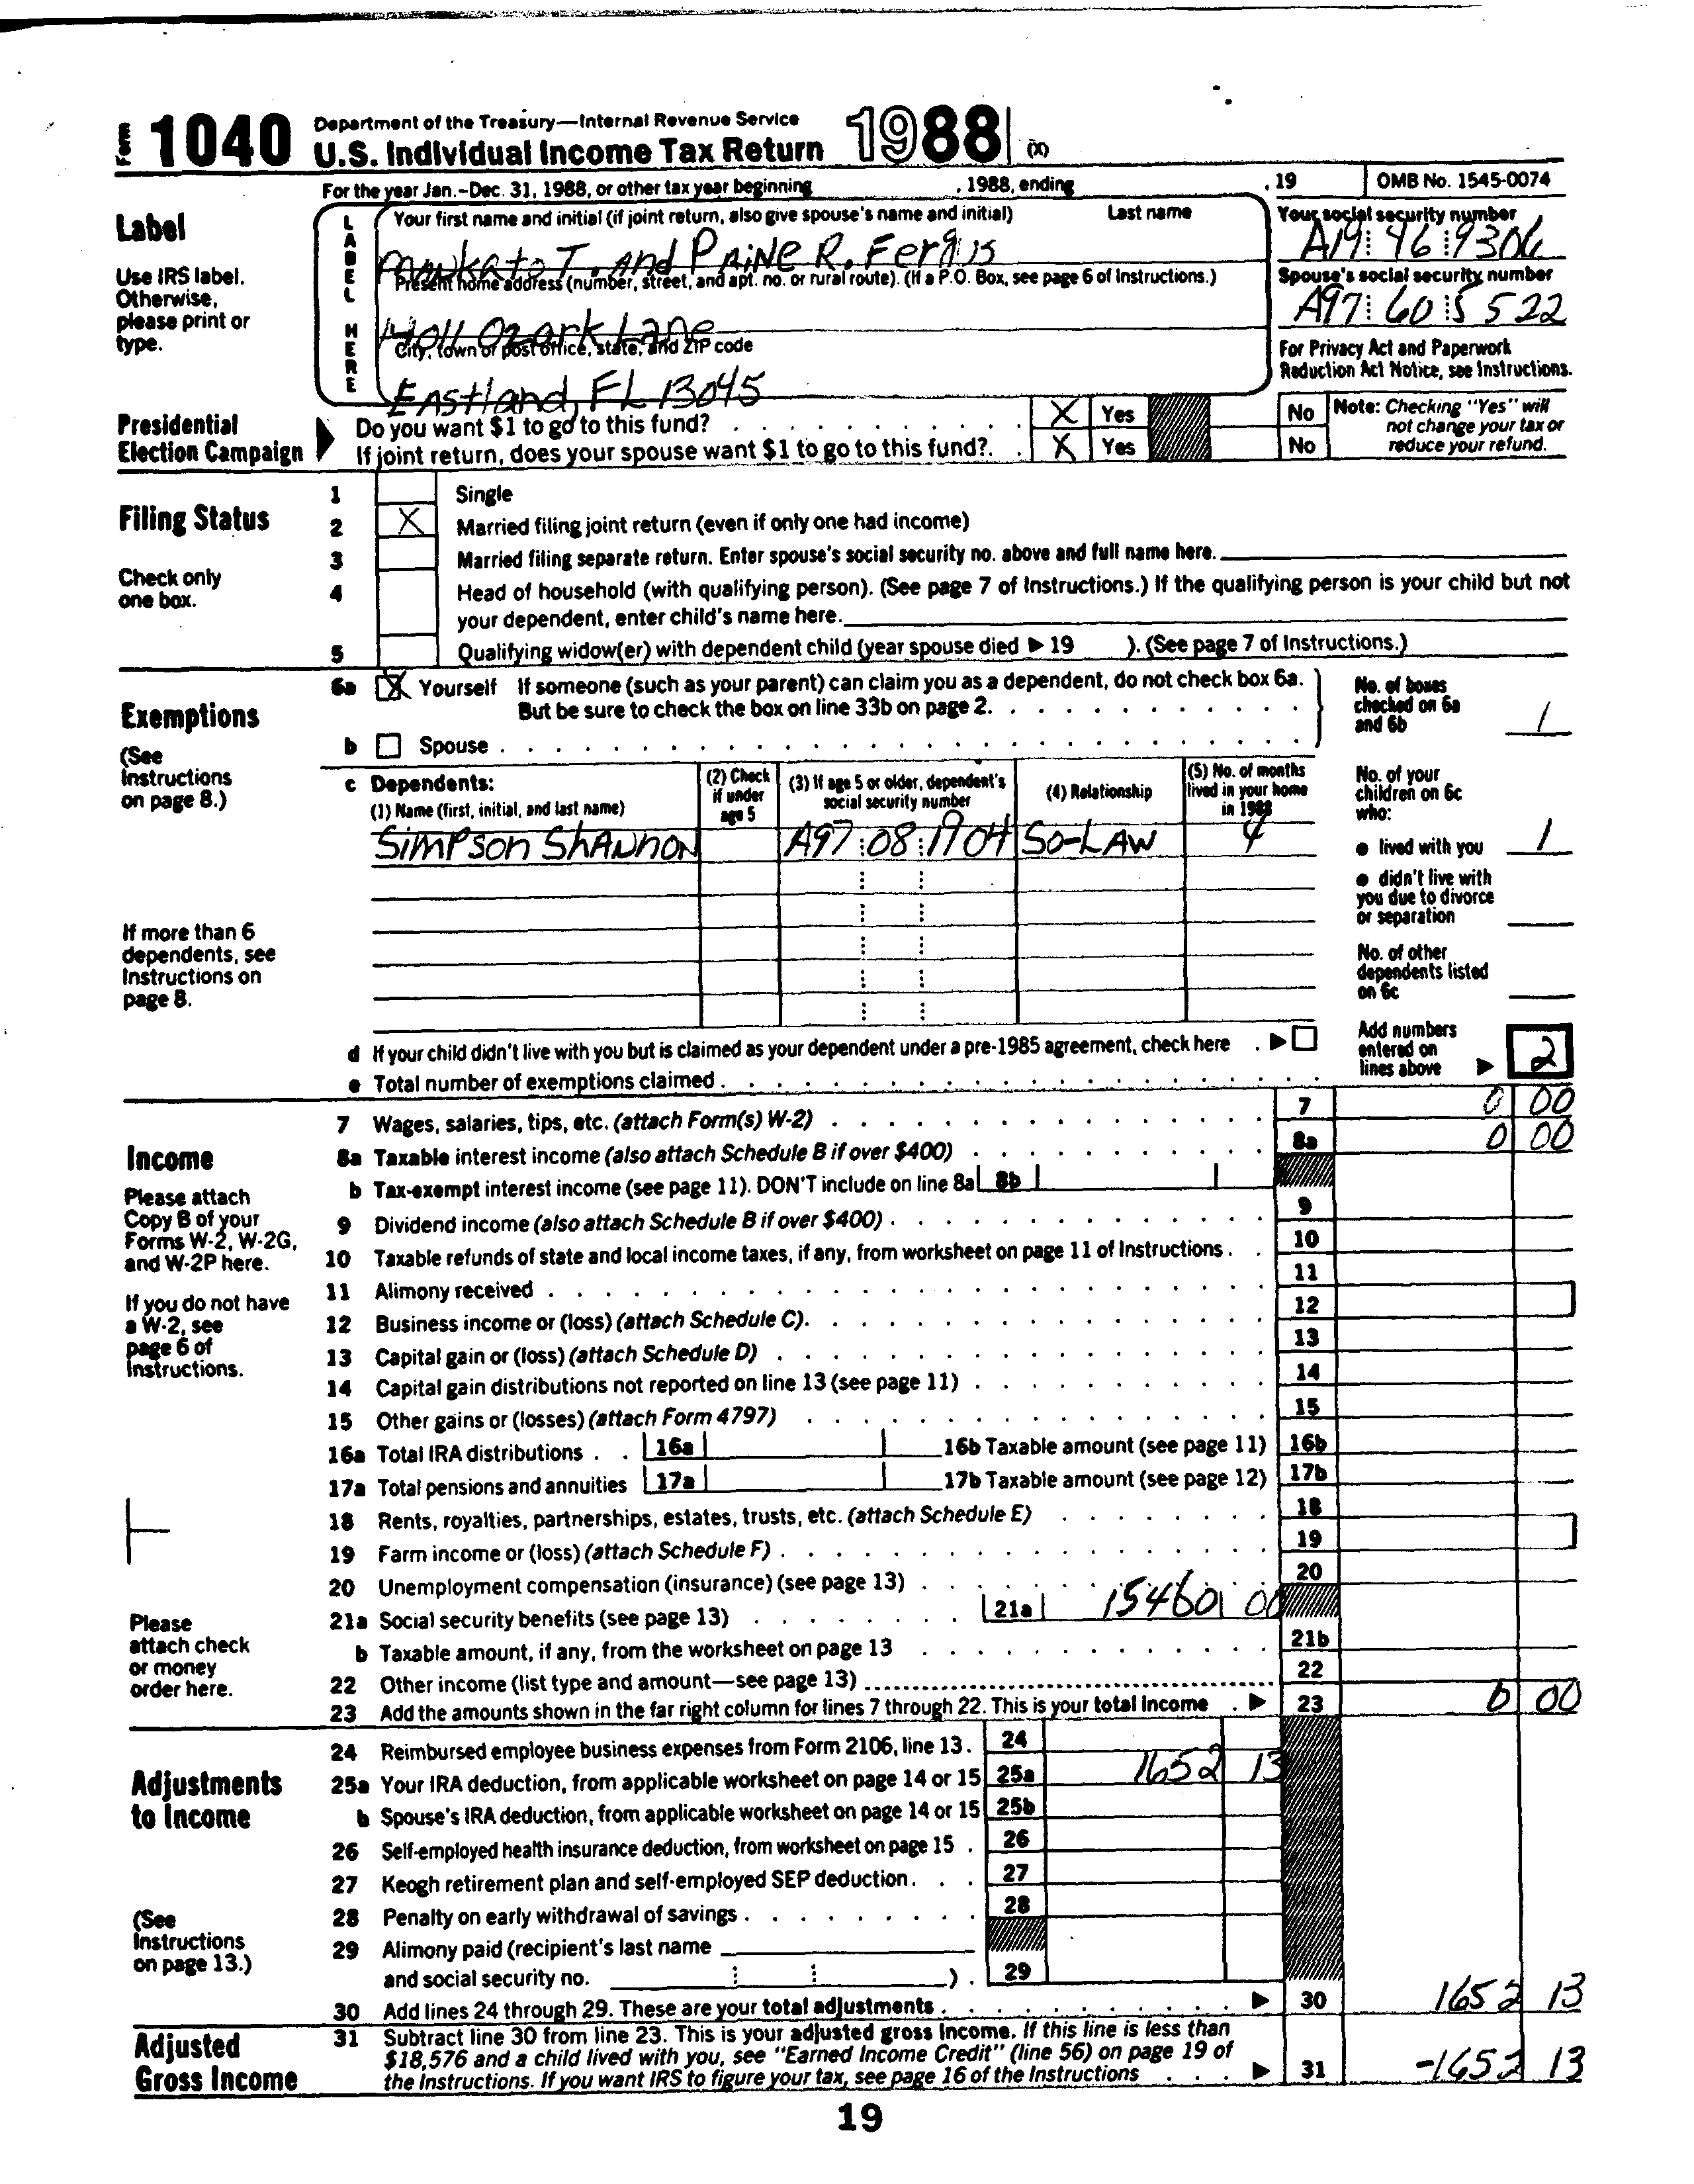 Form 1040 Department of the Treasury—Internal Revenue Service
U.S. Individual Income Tax Return 1988 (X)
For the year Jan.-Dec. 31, 1988, or other tax year beginning , 1988, ending , 19 OMB No. 1545-0074
Label
Use IRS label.
Otherwise,
please print or
type.
LABEL HERE
Your first name and initial (if joint return, also give spouse's name and initial) Last name
Mankato T. And PAiNE R. Fergus
Your social security number
A19 46 9306
Present home address (number, street, and apt. no. or rural route). (If a P.O. Box, see page 6 of Instructions.)
14011 Ozark Lane
Spouse's social security number
A97 60 5522
City, town or post office, state, and ZIP code
EAstland, FL 13045
For Privacy Act and Paperwork
Reduction Act Notice, see Instructions.
Presidential
Election Campaign
Do you want $1 to go to this fund? X Yes No
If joint return, does your spouse want $1 to go to this fund?. X Yes No
Note: Checking "Yes" will
not change your tax or
reduce your refund.
Filing Status
Check only
one box.
1 Single
2 X Married filing joint return (even if only one had income)
3 Married filing separate return. Enter spouse's social security no. above and full name here.
4 Head of household (with qualifying person). (See page 7 of Instructions.) If the qualifying person is your child but not
your dependent, enter child's name here.
5 Qualifying widow(er) with dependent child (year spouse died ▶ 19 ). (See page 7 of Instructions.)
Exemptions
(See
Instructions
on page 8.)
6a X Yourself If someone (such as your parent) can claim you as a dependent, do not check box 6a.
But be sure to check the box on line 33b on page 2.
b Spouse
No. of boxes
checked on 6a
and 6b 1
c Dependents:
(1) Name (first, initial, and last name)
(2) Check
if under
age 5
(3) If age 5 or older, dependent's
social security number
(4) Relationship
(5) No. of months
lived in your home
in 1988
SiMPSon ShANNON A97 08 1904 SO-LAW 4
No. of your
children on 6c
who:
● lived with you 1
● didn't live with
you due to divorce
or separation
No. of other
dependents listed
on 6c
If more than 6
dependents, see
Instructions on
page 8.
d If your child didn't live with you but is claimed as your dependent under a pre-1985 agreement, check here . ▶
e Total number of exemptions claimed
Add numbers
entered on
lines above ▶ 2
Income
Please attach
Copy B of your
Forms W-2, W-2G,
and W-2P here.
If you do not have
a W-2, see
page 6 of
Instructions.
7 Wages, salaries, tips, etc. (attach Form(s) W-2) 7 0 00
8a Taxable interest income (also attach Schedule B if over $400) 8a 0 00
b Tax-exempt interest income (see page 11). DON'T include on line 8a 8b
9 Dividend income (also attach Schedule B if over $400) 9
10 Taxable refunds of state and local income taxes, if any, from worksheet on page 11 of Instructions 10
11 Alimony received 11
12 Business income or (loss) (attach Schedule C). 12
13 Capital gain or (loss) (attach Schedule D) 13
14 Capital gain distributions not reported on line 13 (see page 11) 14
15 Other gains or (losses) (attach Form 4797) 15
16a Total IRA distributions 16a 16b Taxable amount (see page 11) 16b
17a Total pensions and annuities 17a 17b Taxable amount (see page 12) 17b
18 Rents, royalties, partnerships, estates, trusts, etc. (attach Schedule E) 18
19 Farm income or (loss) (attach Schedule F) 19
20 Unemployment compensation (insurance) (see page 13) 20
21a Social security benefits (see page 13) 21a 15460 00
b Taxable amount, if any, from the worksheet on page 13 21b
22 Other income (list type and amount—see page 13) 22
23 Add the amounts shown in the far right column for lines 7 through 22. This is your total income ▶ 23 0 00
Please
attach check
or money
order here.
Adjustments
to Income
(See
Instructions
on page 13.)
24 Reimbursed employee business expenses from Form 2106, line 13. 24
25a Your IRA deduction, from applicable worksheet on page 14 or 15 25a 1652 13
b Spouse's IRA deduction, from applicable worksheet on page 14 or 15 25b
26 Self-employed health insurance deduction, from worksheet on page 15 26
27 Keogh retirement plan and self-employed SEP deduction 27
28 Penalty on early withdrawal of savings 28
29 Alimony paid (recipient's last name
and social security no. ) 29
30 Add lines 24 through 29. These are your total adjustments ▶ 30 1652 13
Adjusted
Gross Income
31 Subtract line 30 from line 23. This is your adjusted gross income. If this line is less than
$18,576 and a child lived with you, see "Earned Income Credit" (line 56) on page 19 of
the Instructions. If you want IRS to figure your tax, see page 16 of the Instructions ▶ 31 -1652 13
19